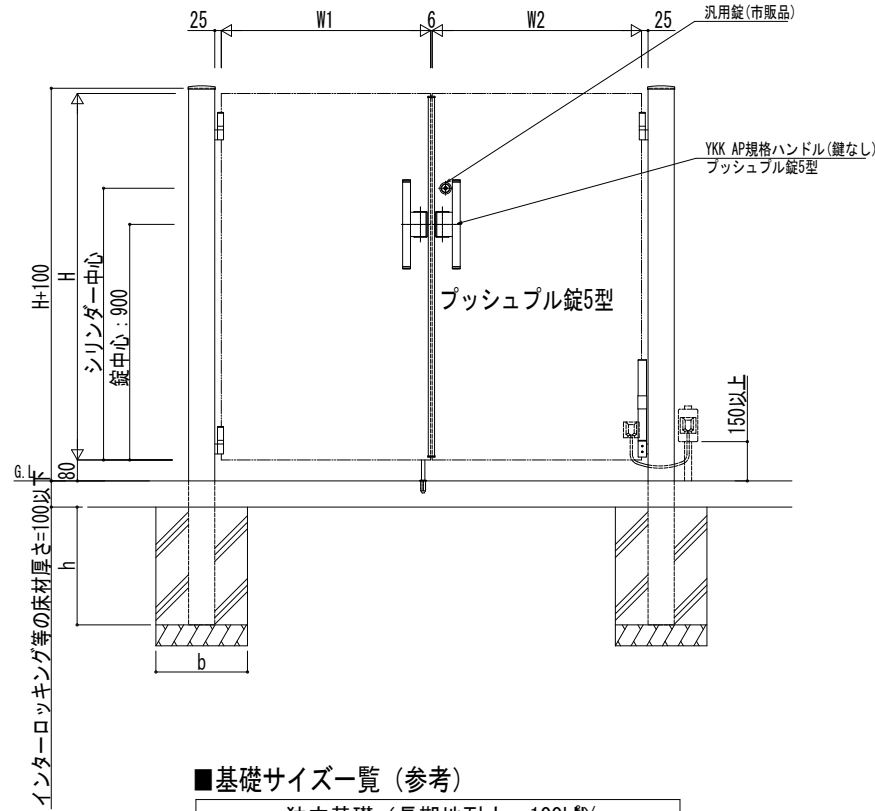 25 W1 6 W2 25
汎用錠(市販品)
YKK AP規格ハンドル(鍵なし)
プッシュプル錠5型
H+100
H
シリンダー中心
錠中心：900
プッシュプル錠5型
150以上
G.L
80
インターロッキング等の床材厚さ=100以下
h
b
■基礎サイズ一覧（参考）